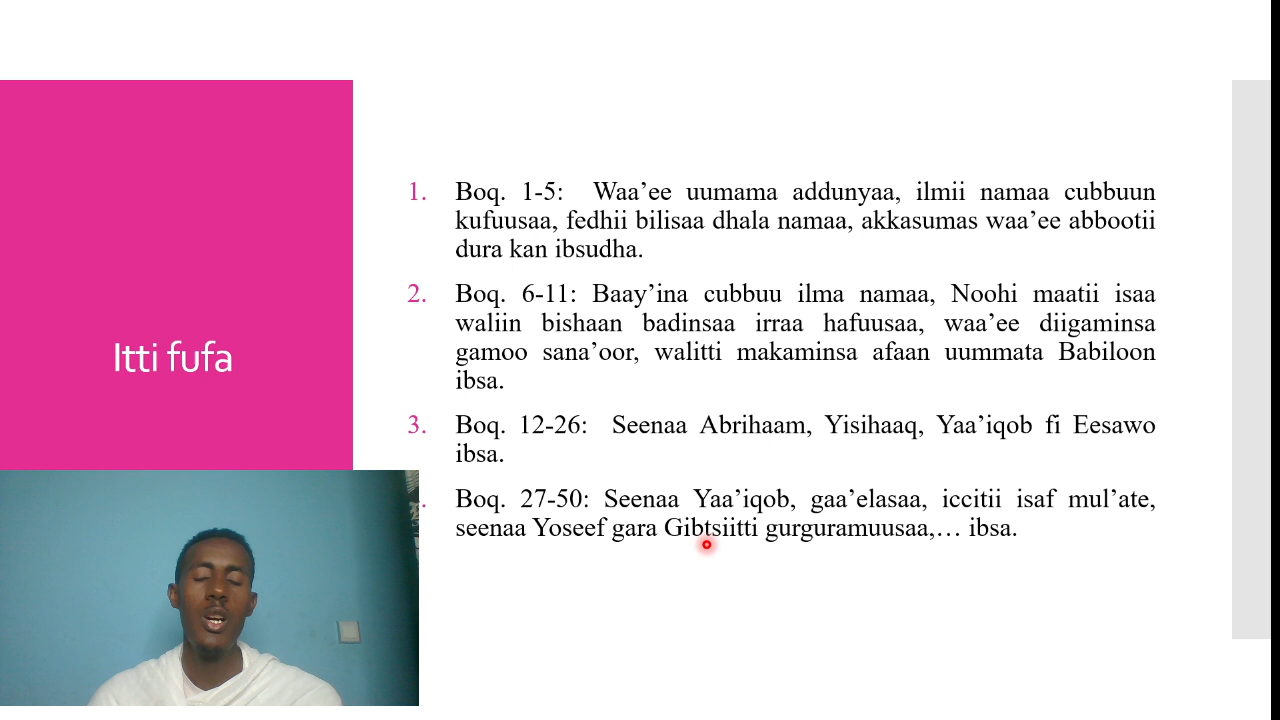 Itti fufa
1. Boq. 1-5: Waa’ee uumama addunyaa, ilmii namaa cubbuun
kufuusaa, fedhii bilisaa dhala namaa, akkasumas waa’ee abbootii
dura kan ibsudha.
2. Boq. 6-11: Baay’ina cubbuu ilma namaa, Noohi maatii isaa
waliin bishaan badinsaa irraa hafuusaa, waa’ee diigaminsa
gamoo sana’oor, walitti makaminsa afaan uummata Babiloon
ibsa.
3. Boq. 12-26: Seenaa Abrihaam, Yisihaaq, Yaa’iqob fi Eesawo
ibsa.
. Boq. 27-50: Seenaa Yaa’iqob, gaa’elasaa, iccitii isaf mul’ate,
seenaa Yoseef gara Gibtsiitti gurguramuusaa,… ibsa.